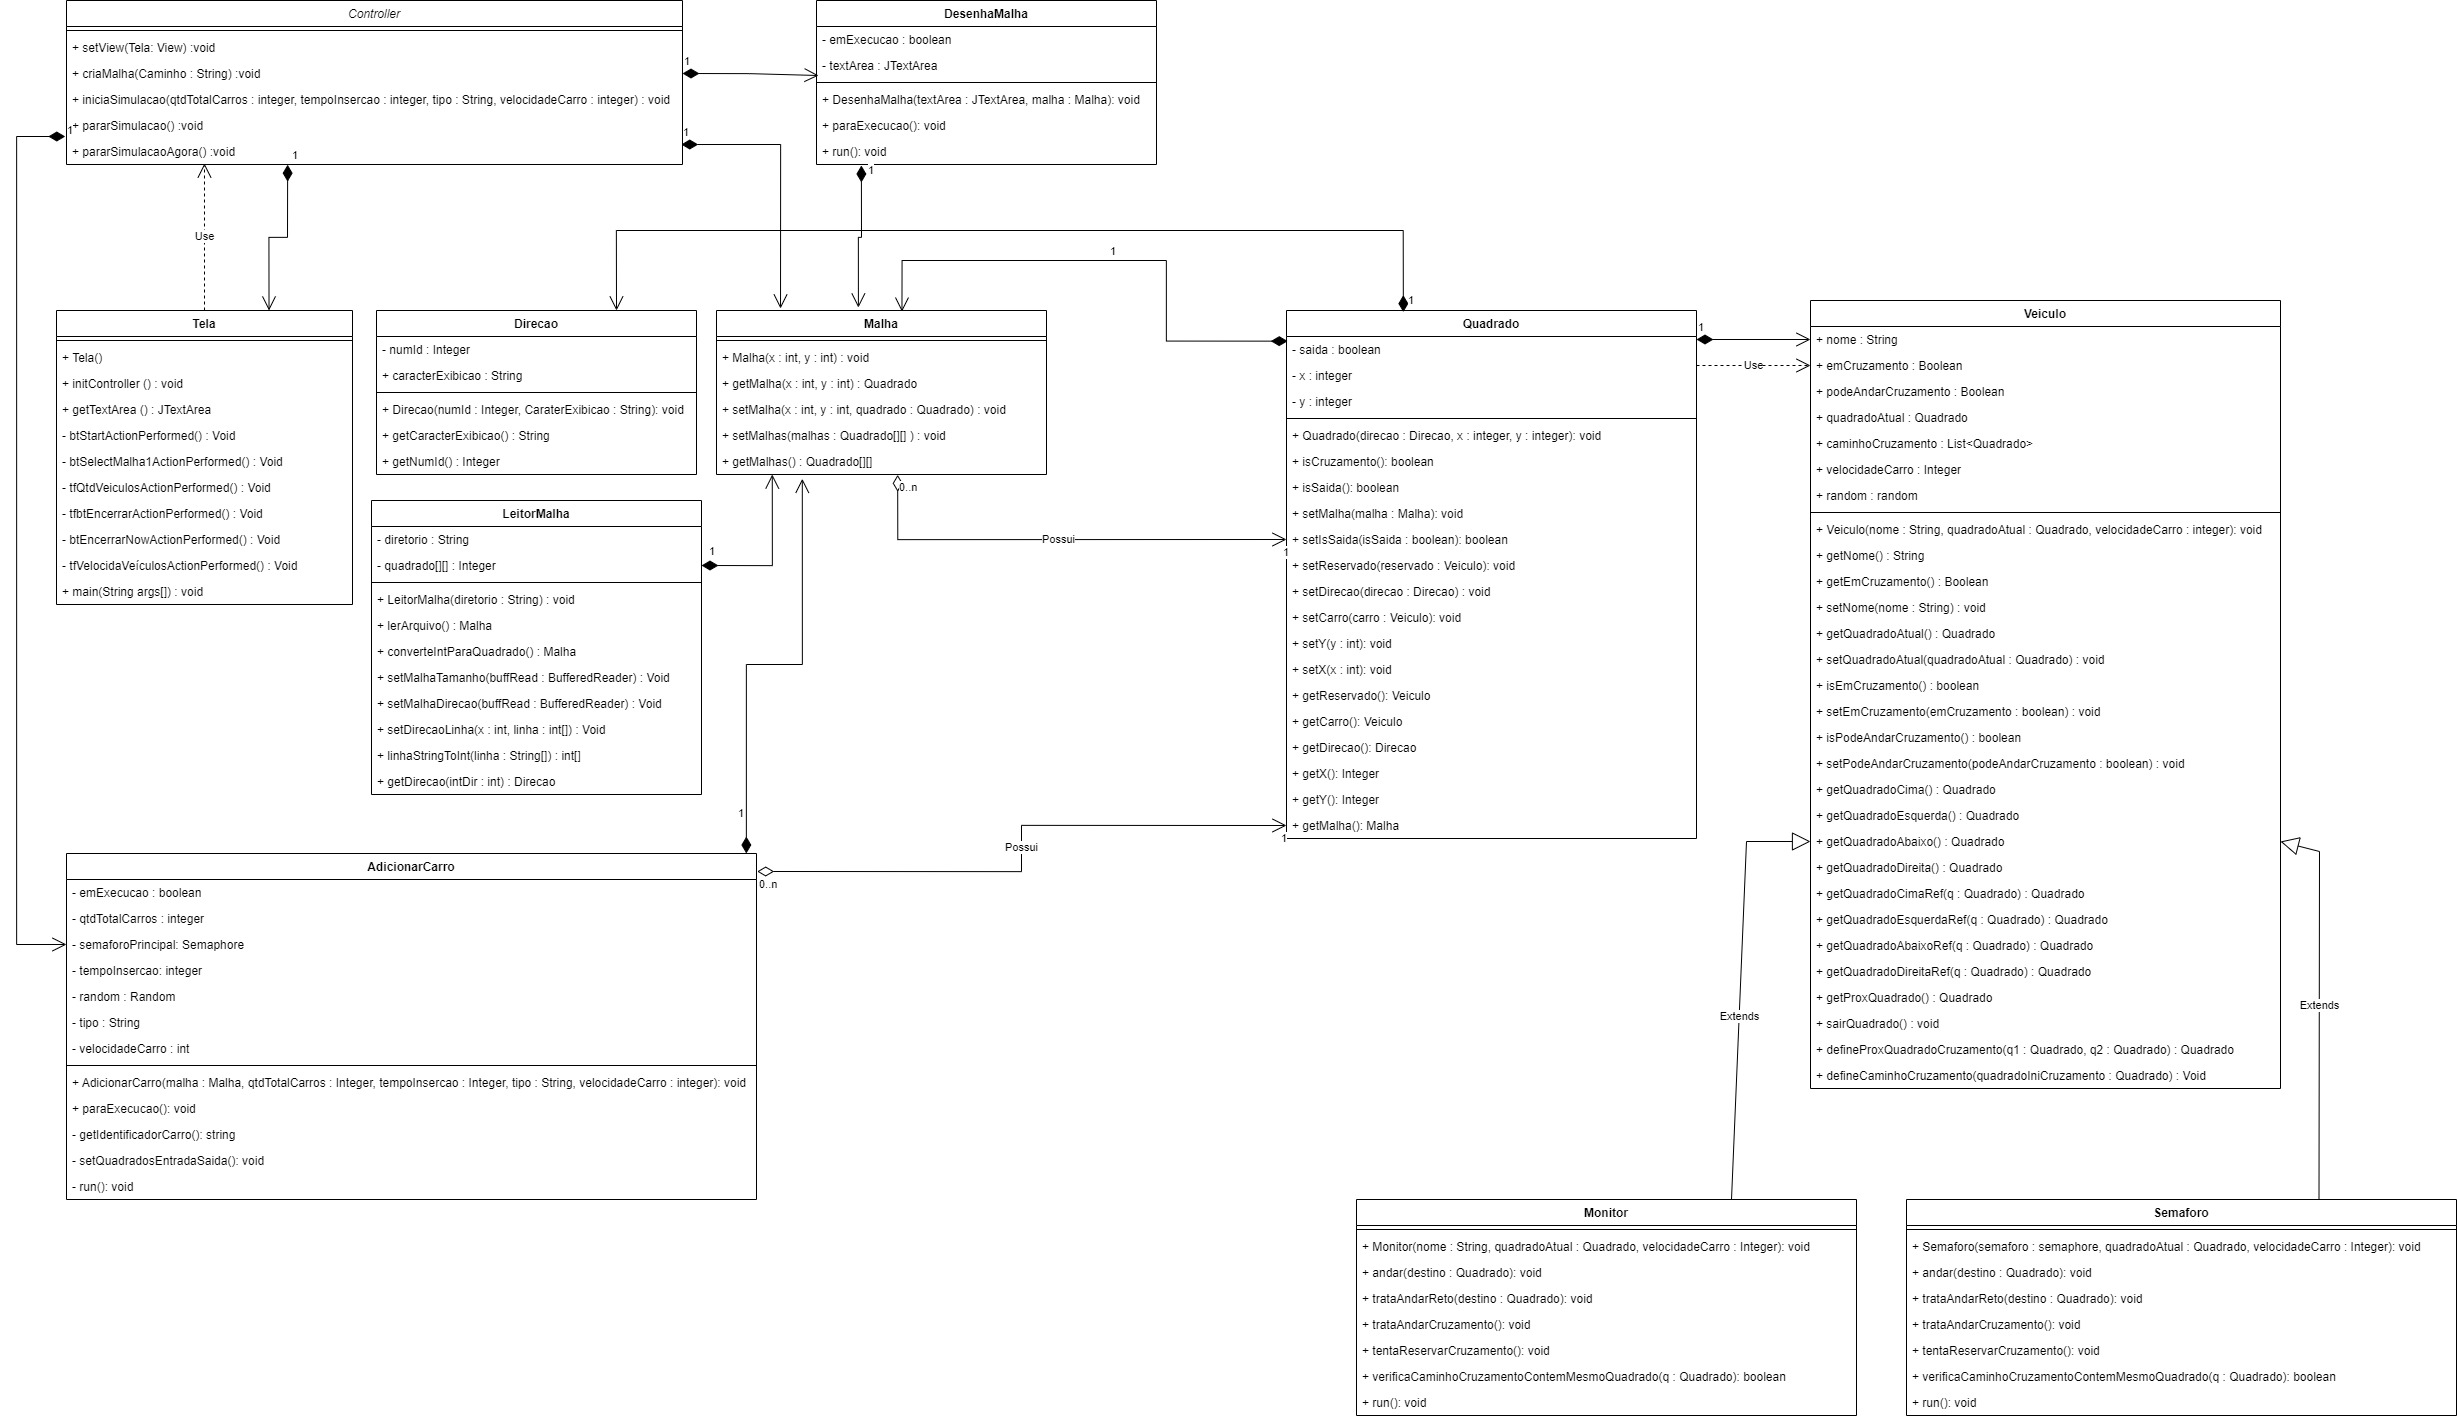 Controller
+ setView(Tela: View) :void
+ criaMalha(Caminho : String) :void
+ iniciaSimulacao(qtdTotalCarros : integer, tempoInsercao : integer, tipo : String, velocidadeCarro : integer) : void
+ pararSimulacao() :void
+ pararSimulacaoAgora() :void
1
1
1
1
DesenhaMalha
- emExecucao : boolean
- textArea : JTextArea
+ DesenhaMalha(textArea : JTextArea, malha : Malha): void
+ paraExecucao(): void
+ run(): void
1
Use
1
Tela
+ Tela()
+ initController () : void
+ getTextArea () : JTextArea
- btStartActionPerformed() : Void
- btSelectMalha1ActionPerformed() : Void
- tfQtdVeiculosActionPerformed() : Void
- tfbtEncerrarActionPerformed() : Void
- btEncerrarNowActionPerformed() : Void
- tfVelocidaVeículosActionPerformed() : Void
+ main(String args[]) : void
Direcao
- numId : Integer
+ caracterExibicao : String
+ Direcao(numId : Integer, CaraterExibicao : String): void
+ getCaracterExibicao() : String
+ getNumId() : Integer
Malha
+ Malha(x : int, y : int) : void
+ getMalha(x : int, y : int) : Quadrado
+ setMalha(x : int, y : int, quadrado : Quadrado) : void
+ setMalhas(malhas : Quadrado[][] ) : void
+ getMalhas() : Quadrado[][]
0..n
Possui
1
LeitorMalha
- diretorio : String
- quadrado[][] : Integer
+ LeitorMalha(diretorio : String) : void
+ lerArquivo() : Malha
+ converteIntParaQuadrado() : Malha
+ setMalhaTamanho(buffRead : BufferedReader) : Void
+ setMalhaDirecao(buffRead : BufferedReader) : Void
+ setDirecaoLinha(x : int, linha : int[]) : Void
+ linhaStringToInt(linha : String[]) : int[]
+ getDirecao(intDir : int) : Direcao
1
1
Quadrado
- saida : boolean
- x : integer
- y : integer
+ Quadrado(direcao : Direcao, x : integer, y : integer): void
+ isCruzamento(): boolean
+ isSaida(): boolean
+ setMalha(malha : Malha): void
+ setIsSaida(isSaida : boolean): boolean
+ setReservado(reservado : Veiculo): void
+ setDirecao(direcao : Direcao) : void
+ setCarro(carro : Veiculo): void
+ setY(y : int): void
+ setX(x : int): void
+ getReservado(): Veiculo
+ getCarro(): Veiculo
+ getDirecao(): Direcao
+ getX(): Integer
+ getY(): Integer
+ getMalha(): Malha
1
Use
Veiculo
+ nome : String
+ emCruzamento : Boolean
+ podeAndarCruzamento : Boolean
+ quadradoAtual : Quadrado
+ caminhoCruzamento : List<Quadrado>
+ velocidadeCarro : Integer
+ random : random
+ Veiculo(nome : String, quadradoAtual : Quadrado, velocidadeCarro : integer): void
+ getNome() : String
+ getEmCruzamento() : Boolean
+ setNome(nome : String) : void
+ getQuadradoAtual() : Quadrado
+ setQuadradoAtual(quadradoAtual : Quadrado) : void
+ isEmCruzamento() : boolean
+ setEmCruzamento(emCruzamento : boolean) : void
+ isPodeAndarCruzamento() : boolean
+ setPodeAndarCruzamento(podeAndarCruzamento : boolean) : void
+ getQuadradoCima() : Quadrado
+ getQuadradoEsquerda() : Quadrado
+ getQuadradoAbaixo() : Quadrado
+ getQuadradoDireita() : Quadrado
+ getQuadradoCimaRef(q : Quadrado) : Quadrado
+ getQuadradoEsquerdaRef(q : Quadrado) : Quadrado
+ getQuadradoAbaixoRef(q : Quadrado) : Quadrado
+ getQuadradoDireitaRef(q : Quadrado) : Quadrado
+ getProxQuadrado() : Quadrado
+ sairQuadrado() : void
+ defineProxQuadradoCruzamento(q1 : Quadrado, q2 : Quadrado) : Quadrado
+ defineCaminhoCruzamento(quadradoIniCruzamento : Quadrado) : Void
1
AdicionarCarro
- emExecucao : boolean
- qtdTotalCarros : integer
- semaforoPrincipal: Semaphore
- tempoInsercao: integer
- random : Random
- tipo : String
- velocidadeCarro : int
+ AdicionarCarro(malha : Malha, qtdTotalCarros : Integer, tempoInsercao : Integer, tipo : String, velocidadeCarro : integer): void
+ paraExecucao(): void
- getIdentificadorCarro(): string
- setQuadradosEntradaSaida(): void
- run(): void
0..n
Possui
1
Extends
Extends
Monitor
+ Monitor(nome : String, quadradoAtual : Quadrado, velocidadeCarro : Integer): void
+ andar(destino : Quadrado): void
+ trataAndarReto(destino : Quadrado): void
+ trataAndarCruzamento(): void
+ tentaReservarCruzamento(): void
+ verificaCaminhoCruzamentoContemMesmoQuadrado(q : Quadrado): boolean
+ run(): void
Semaforo
+ Semaforo(semaforo : semaphore, quadradoAtual : Quadrado, velocidadeCarro : Integer): void
+ andar(destino : Quadrado): void
+ trataAndarReto(destino : Quadrado): void
+ trataAndarCruzamento(): void
+ tentaReservarCruzamento(): void
+ verificaCaminhoCruzamentoContemMesmoQuadrado(q : Quadrado): boolean
+ run(): void